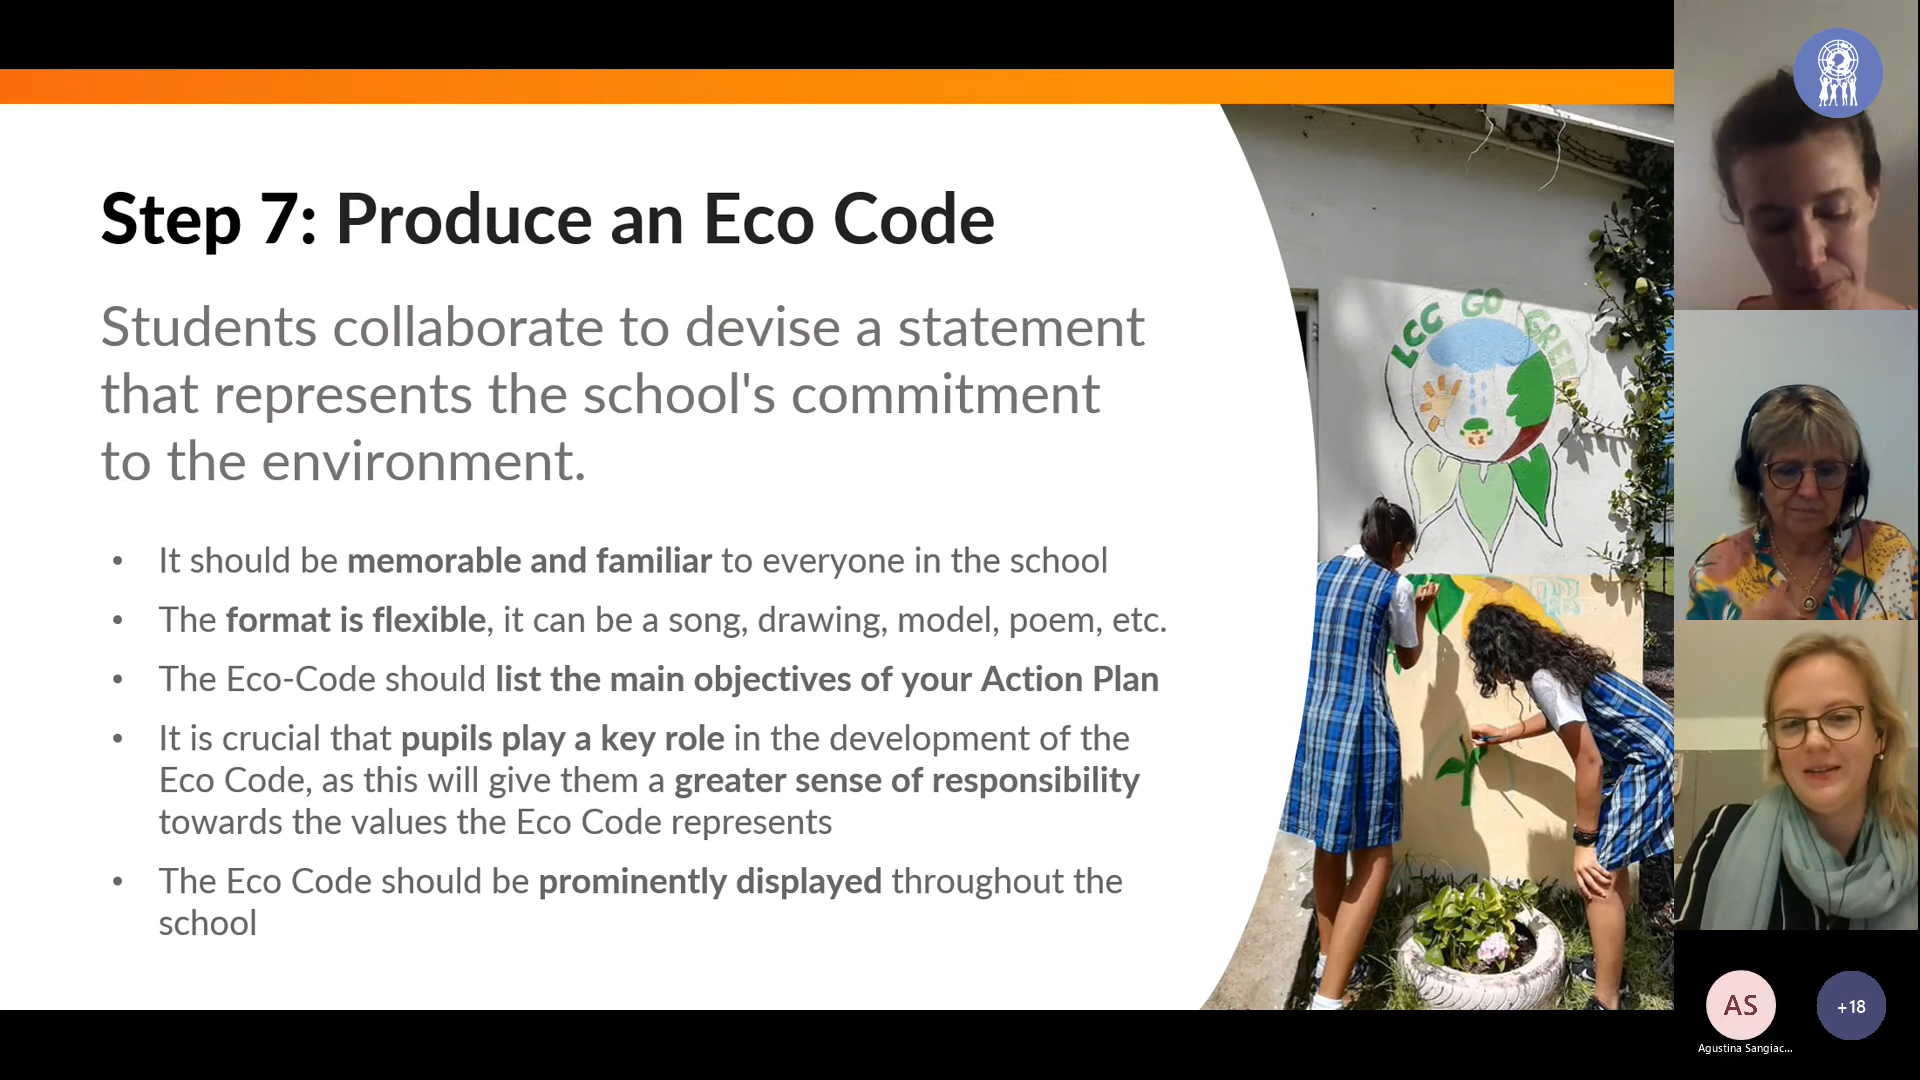 Step 7: Produce an Eco Code
Students collaborate to devise a statement
that represents the school's commitment
to the environment.
• It should be memorable and familiar to everyone in the school
• The format is flexible, it can be a song, drawing, model, poem, etc.
• The Eco-Code should list the main objectives of your Action Plan
• It is crucial that pupils play a key role in the development of the
Eco Code, as this will give them a greater sense of responsibility
towards the values the Eco Code represents
• The Eco Code should be prominently displayed throughout the
school
LCC GO GREEN
AS
+18
Agustina Sangiac...